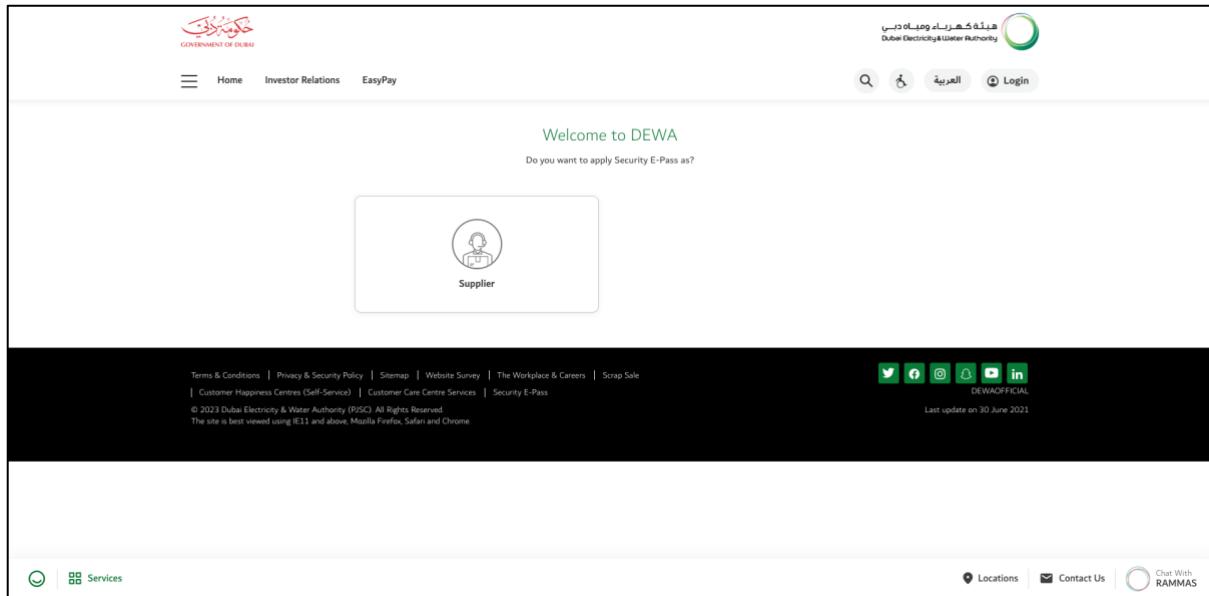 حكومة دبي
GOVERNMENT OF DUBAI
هيئة كهرباء ومياه دبي
Dubai Electricity & Water Authority
Home Investor Relations EasyPay
العربية Login
Welcome to DEWA
Do you want to apply Security E-Pass as?
Supplier
Terms & Conditions | Privacy & Security Policy | Sitemap | Website Survey | The Workplace & Careers | Scrap Sale
| Customer Happiness Centres (Self-Service) | Customer Care Centre Services | Security E-Pass
© 2023 Dubai Electricity & Water Authority (PJSC). All Rights Reserved.
The site is best viewed using IE11 and above, Mozilla Firefox, Safari and Chrome.
in
DEWAOFFICIAL
Last update on 30 June 2021
Services
Locations Contact Us
Chat With
RAMMAS